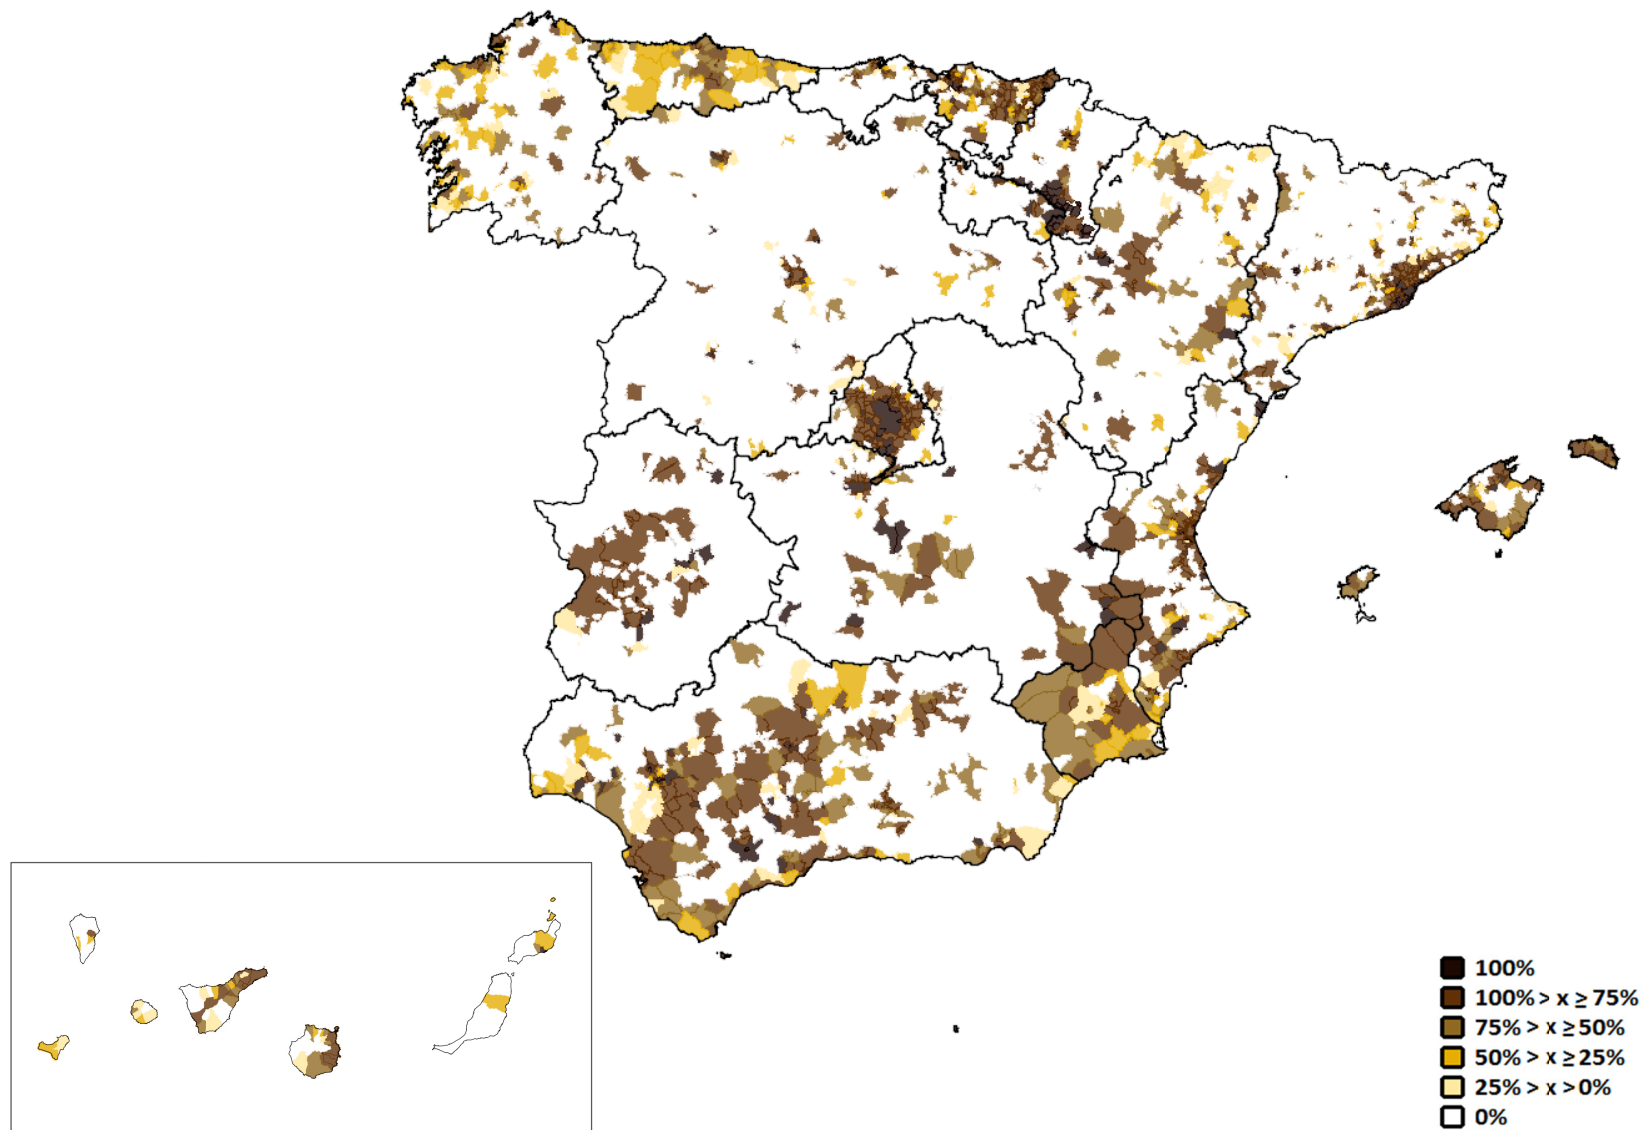 100%
100% > x ≥ 75%
75% > x ≥ 50%
50% > x ≥ 25%
25% > x > 0%
0%